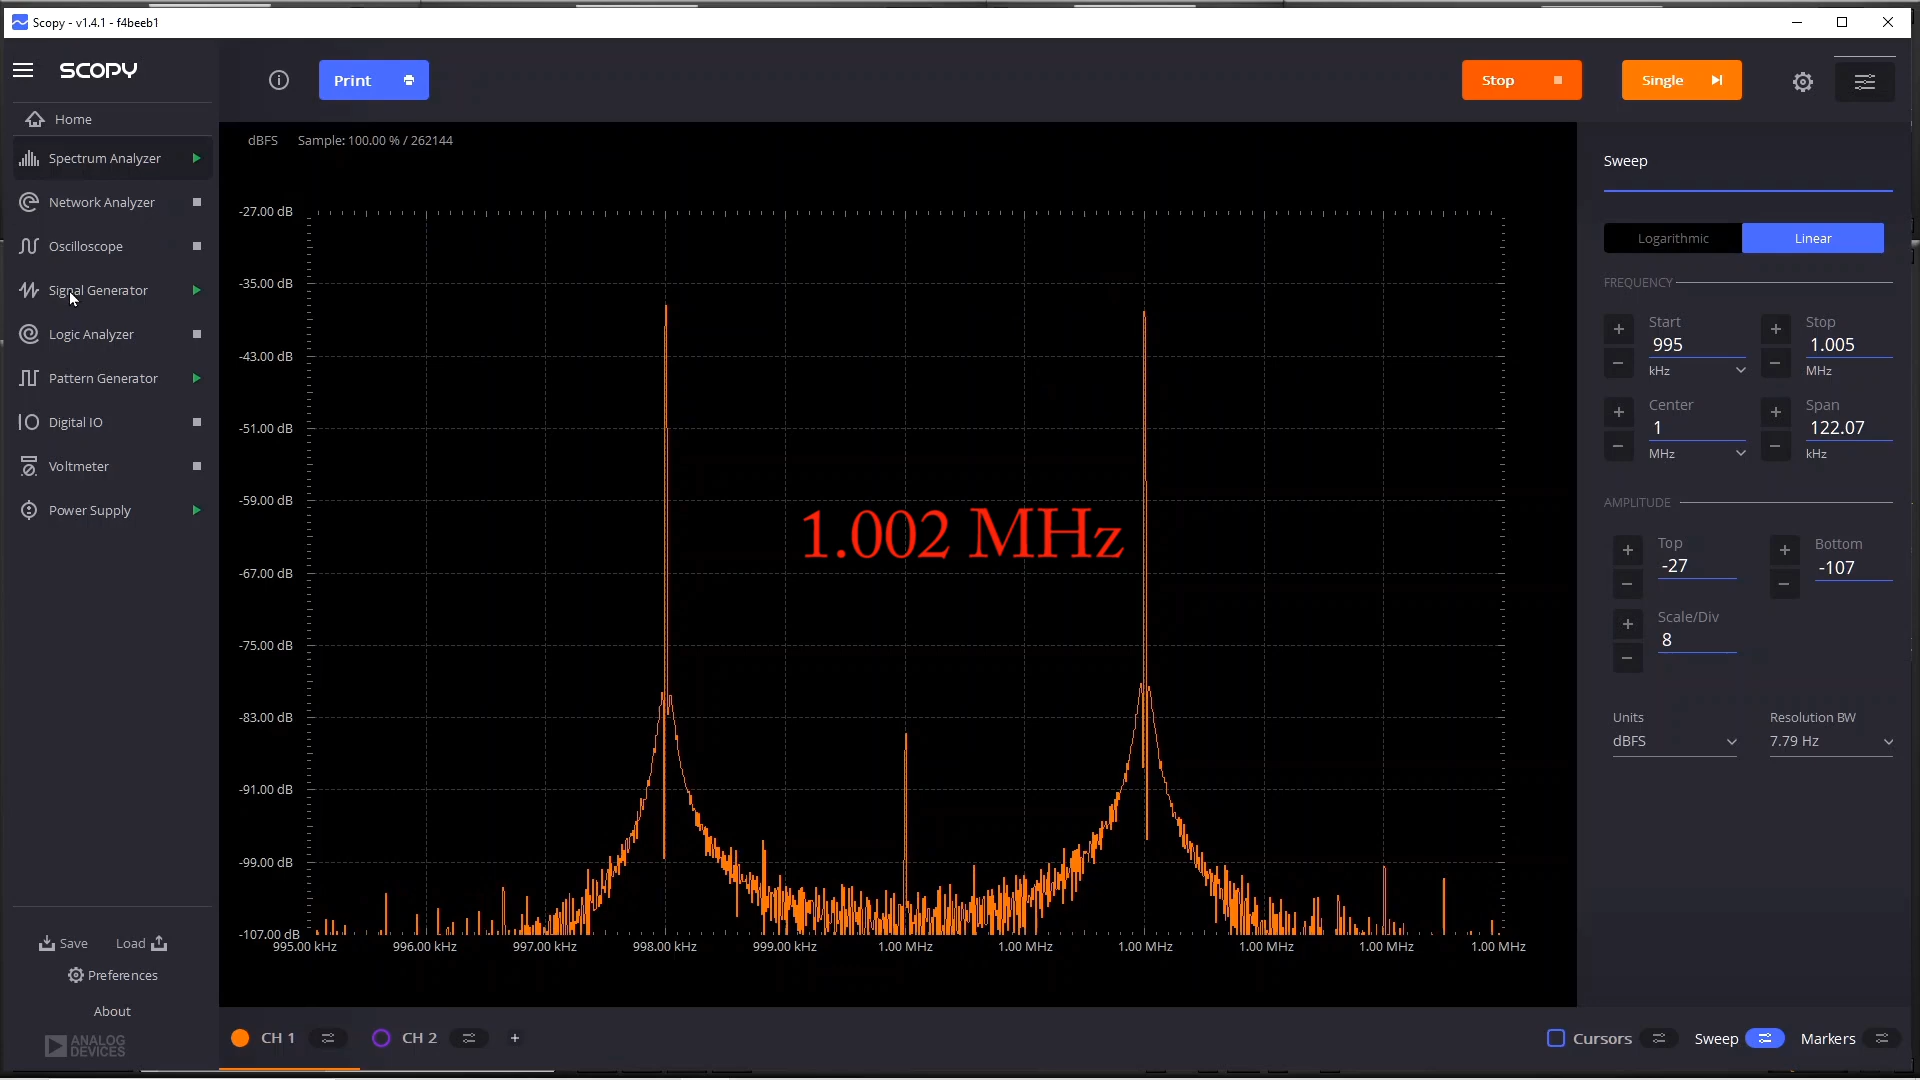 Scopy - v1.4.1 - f4beeb1
SCOPY
Print
Stop
Single
Home
Spectrum Analyzer
Network Analyzer
Oscilloscope
Signal Generator
Logic Analyzer
Pattern Generator
Digital IO
Voltmeter
Power Supply
Save
Load
Preferences
About
ANALOG
DEVICES
dBFS Sample: 100.00 % / 262144
-27.00 dB
-35.00 dB
-43.00 dB
-51.00 dB
-59.00 dB
-67.00 dB
-75.00 dB
-83.00 dB
-91.00 dB
-99.00 dB
-107.00 dB
1.002 MHz
995.00 kHz 996.00 kHz 997.00 kHz 998.00 kHz 999.00 kHz 1.00 MHz 1.00 MHz 1.00 MHz 1.00 MHz 1.00 MHz 1.00 MHz
Sweep
Logarithmic Linear
FREQUENCY
Start Stop
995 1.005
kHz MHz
Center Span
1 122.07
MHz kHz
AMPLITUDE
Top Bottom
-27 -107
Scale/Div
8
Units Resolution BW
dBFS 7.79 Hz
CH 1 CH 2 + Cursors Sweep Markers